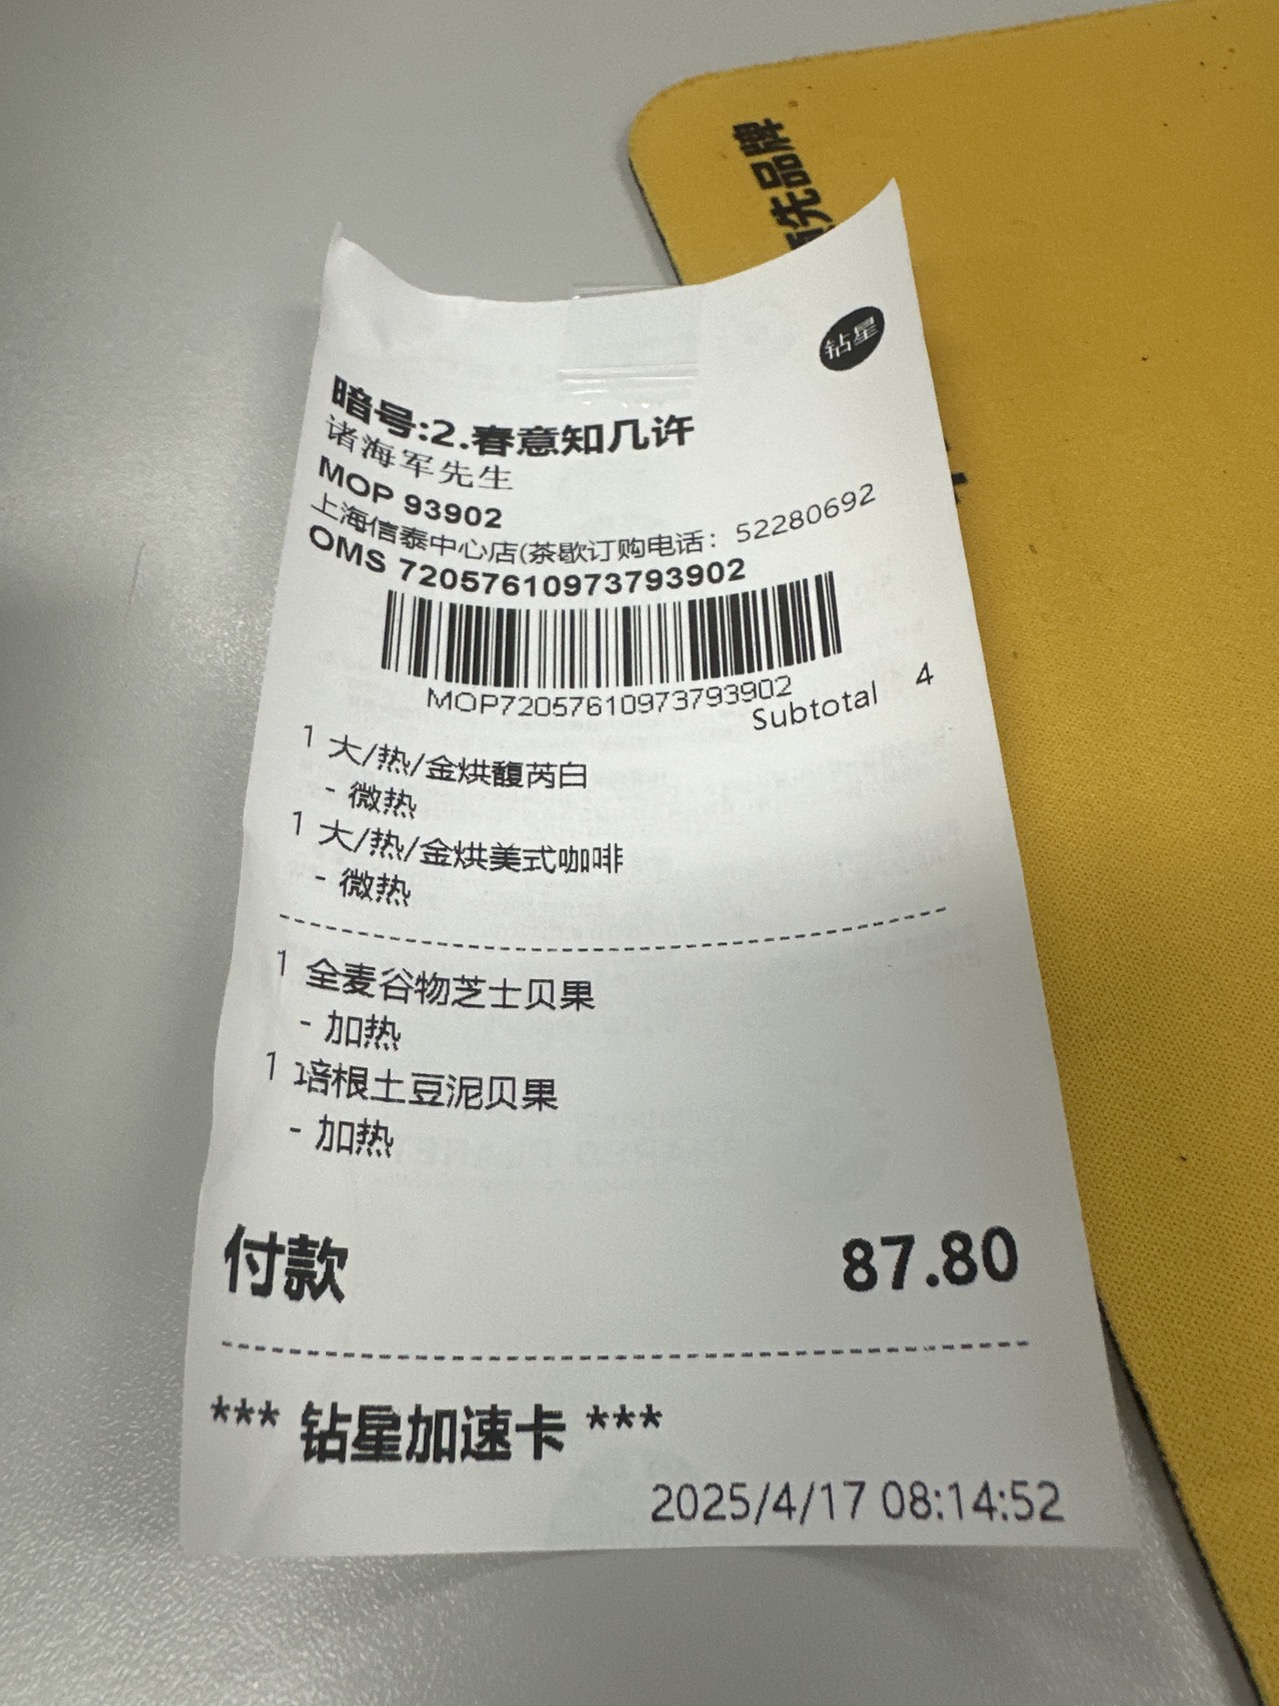 先品牌
钻星
暗号:2.春意知几许
诸海军先生
MOP 93902
上海信泰中心店(茶歇订购电话: 52280692
OMS 72057610973793902
MOP72057610973793902
Subtotal 4
1 大/热/金烘馥芮白
- 微热
1 大/热/金烘美式咖啡
- 微热
1 全麦谷物芝士贝果
- 加热
1 培根土豆泥贝果
- 加热
付款 87.80
*** 钻星加速卡 ***
2025/4/17 08:14:52